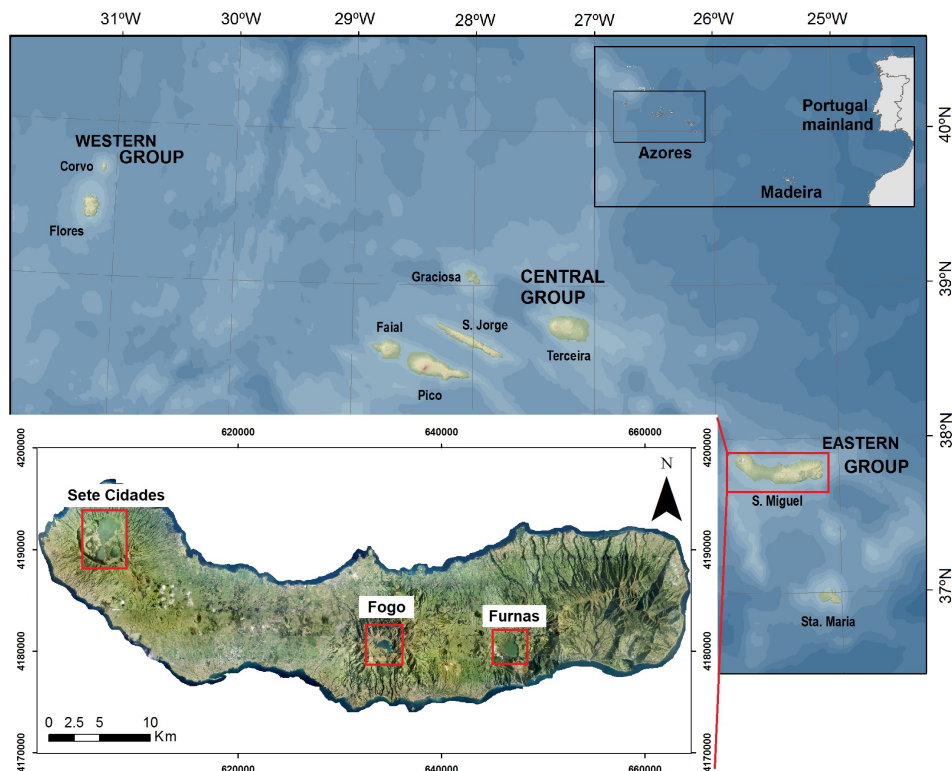 31ºW
30ºW
29ºW
28ºW
27ºW
26ºW
25ºW
Portugal
mainland
Azores
Madeira
40ºN
WESTERN
GROUP
Corvo
Flores
39ºN
Graciosa
CENTRAL
GROUP
S. Jorge
Faial
Terceira
Pico
38ºN
EASTERN
GROUP
S. Miguel
37ºN
Sta. Maria
620000
640000
660000
4200000
4200000
N
Sete Cidades
4190000
4190000
Fogo
Furnas
4180000
4180000
0 2.5 5 10
Km
4170000
4170000
620000
640000
660000